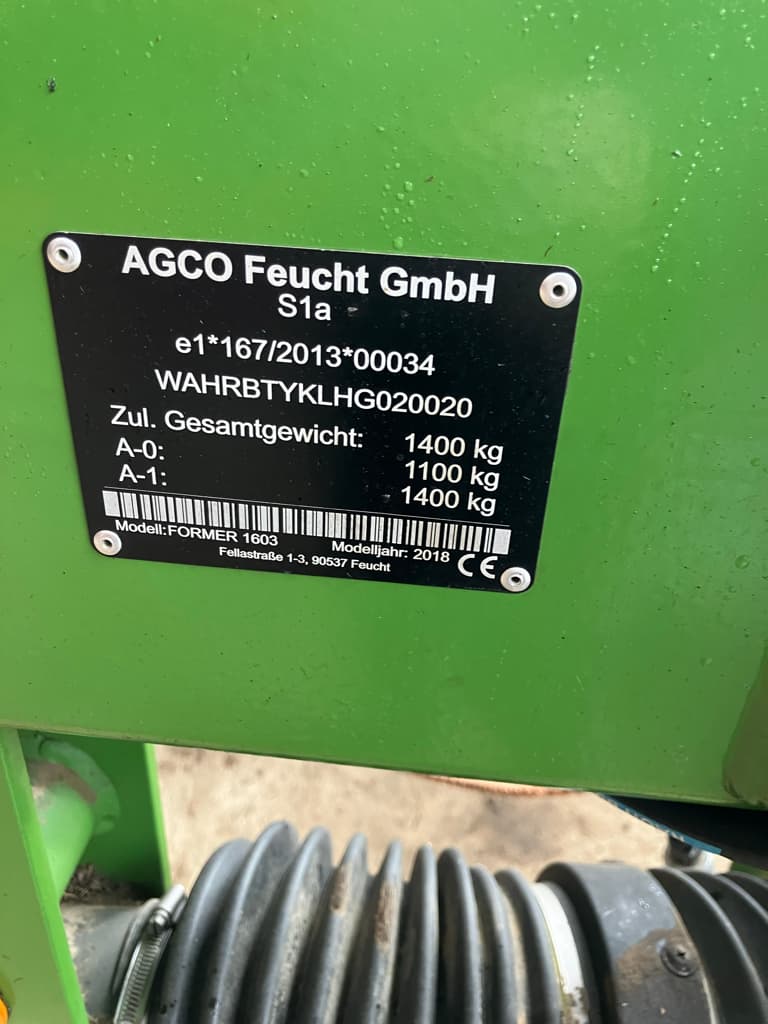 AGCO Feucht GmbH
S1a
e1*167/2013*00034
WAHRBTYKLHG020020
Zul. Gesamtgewicht: 1400 kg
A-0: 1100 kg
A-1: 1400 kg
Modell:FORMER 1603 Modelljahr: 2018
Fellastraße 1-3, 90537 Feucht CE